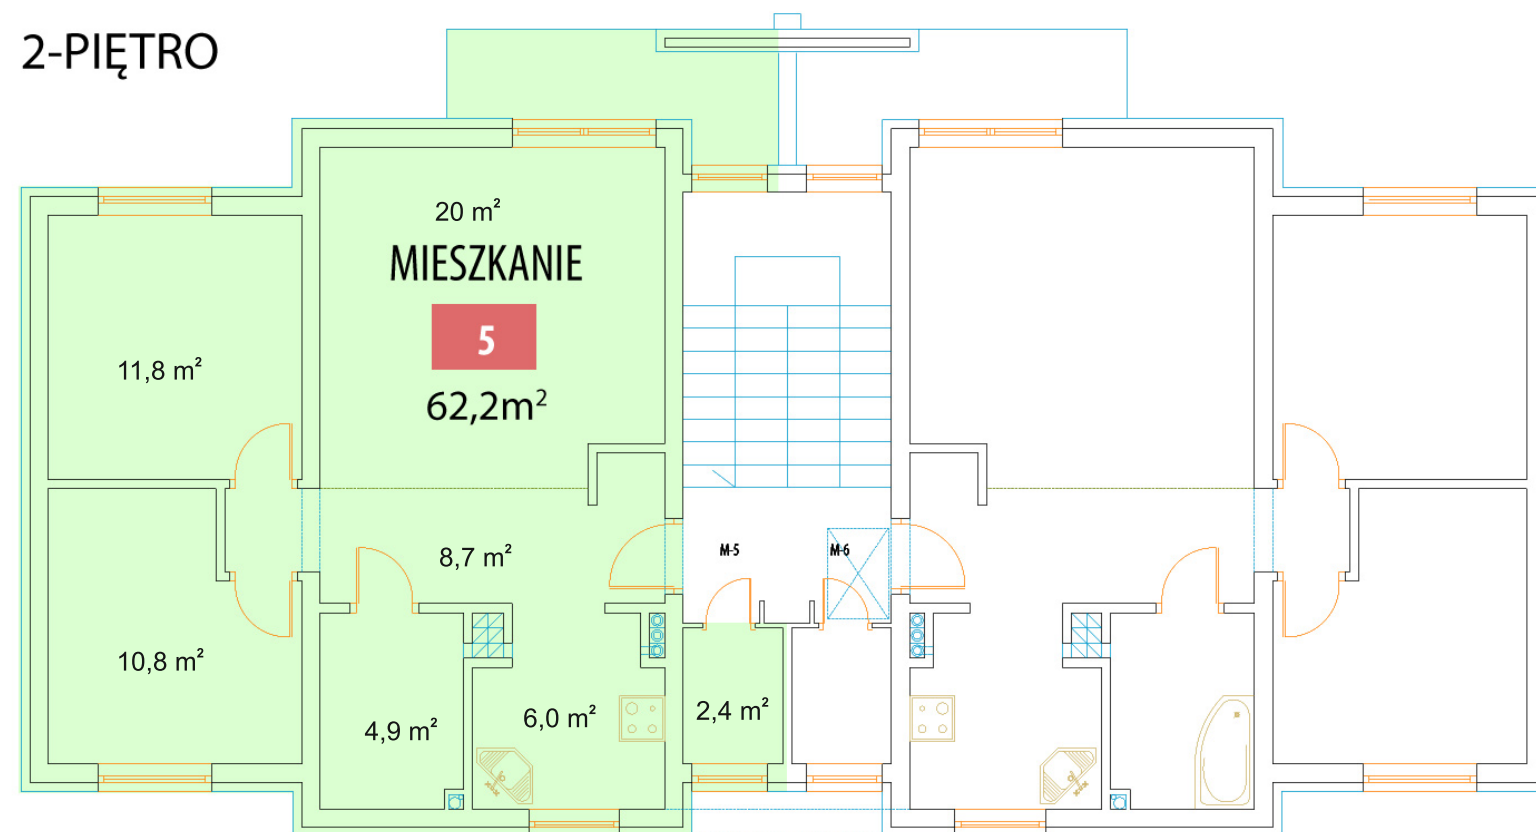 2-PIĘTRO
20 m²
MIESZKANIE
5
62,2m²
11,8 m²
8,7 m²
M-5
M-6
10,8 m²
4,9 m²
6,0 m²
2,4 m²